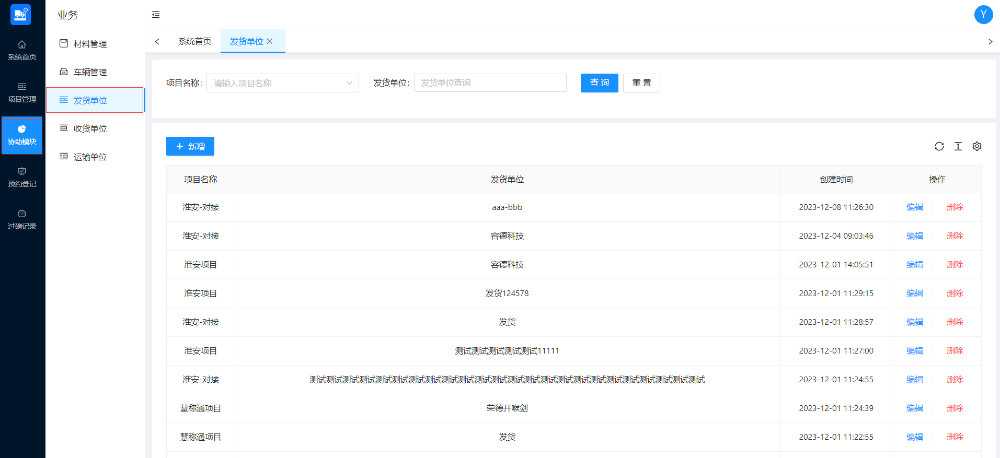 业务
Y
系统首页
项目管理
协助模块
预约登记
过磅记录
材料管理
车辆管理
发货单位
收货单位
运输单位
系统首页 发货单位
项目名称: 请输入项目名称 发货单位: 发货单位查询 查 询 重 置
新增
项目名称 发货单位 创建时间 操作
淮安-对接 aaa-bbb 2023-12-08 11:26:30 编辑 删除
淮安-对接 容德科技 2023-12-04 09:03:46 编辑 删除
淮安项目 容德科技 2023-12-01 14:05:51 编辑 删除
淮安项目 发货124578 2023-12-01 11:29:15 编辑 删除
淮安-对接 发货 2023-12-01 11:28:57 编辑 删除
淮安项目 测试测试测试测试测试11111 2023-12-01 11:27:00 编辑 删除
淮安-对接 测试测试测试测试测试测试测试测试测试测试测试测试测试测试测试测试测试测试测试测试测试测试测试测试 2023-12-01 11:24:55 编辑 删除
慧称通项目 荣德开喉剑 2023-12-01 11:24:39 编辑 删除
慧称通项目 发货 2023-12-01 11:22:55 编辑 删除